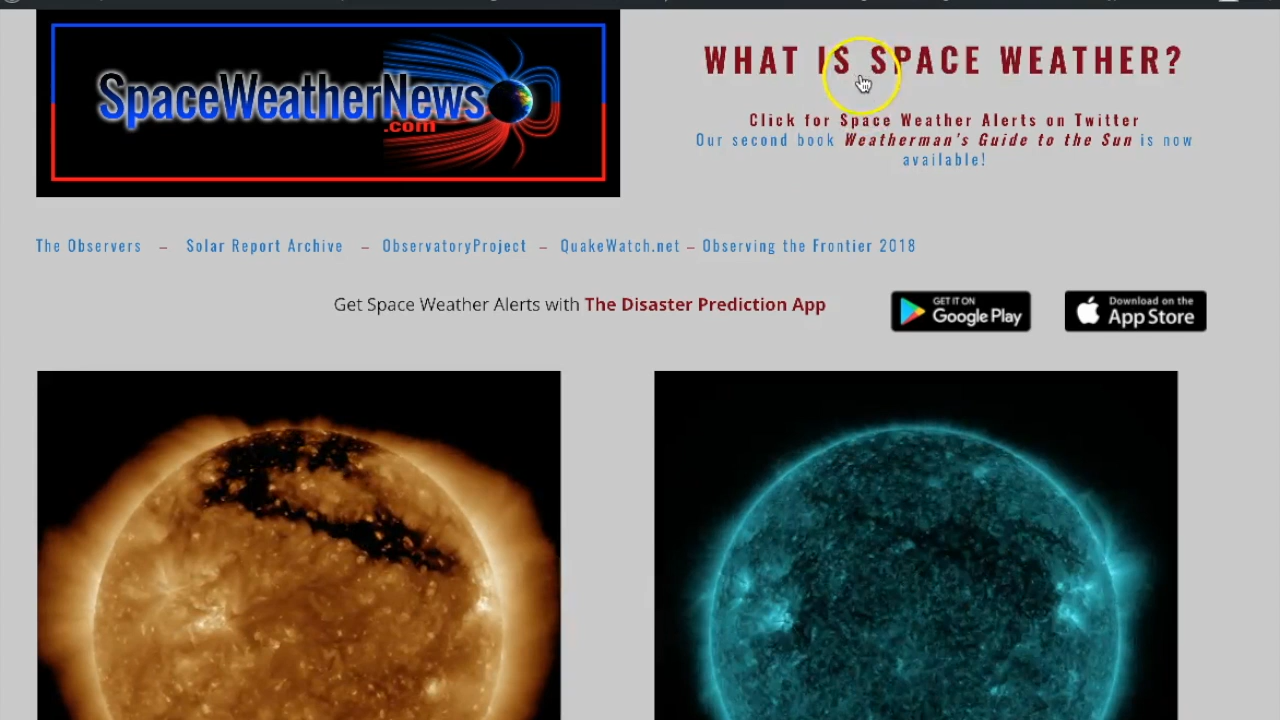 SpaceWeatherNews
.com
WHAT IS SPACE WEATHER?
Click for Space Weather Alerts on Twitter
Our second book Weatherman's Guide to the Sun is now
available!
The Observers – Solar Report Archive – ObservatoryProject – QuakeWatch.net – Observing the Frontier 2018
Get Space Weather Alerts with The Disaster Prediction App
GET IT ON
Google Play
Download on the
App Store